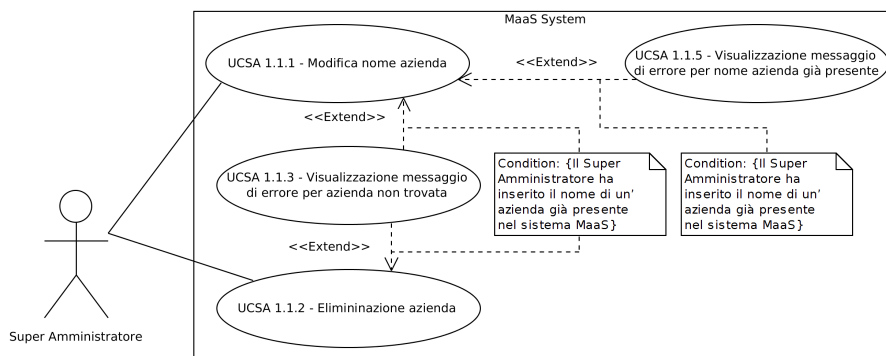 MaaS System
UCSA 1.1.1 - Modifica nome azienda
<<Extend>>
UCSA 1.1.5 - Visualizzazione messaggio
di errore per nome azienda già presente
<<Extend>>
UCSA 1.1.3 - Visualizzazione messaggio
di errore per azienda non trovata
Condition: {Il Super
Amministratore ha
inserito il nome di un'
azienda già presente
nel sistema MaaS}
Condition: {Il Super
Amministratore ha
inserito il nome di un'
azienda già presente
nel sistema MaaS}
<<Extend>>
UCSA 1.1.2 - Elimininazione azienda
Super Amministratore